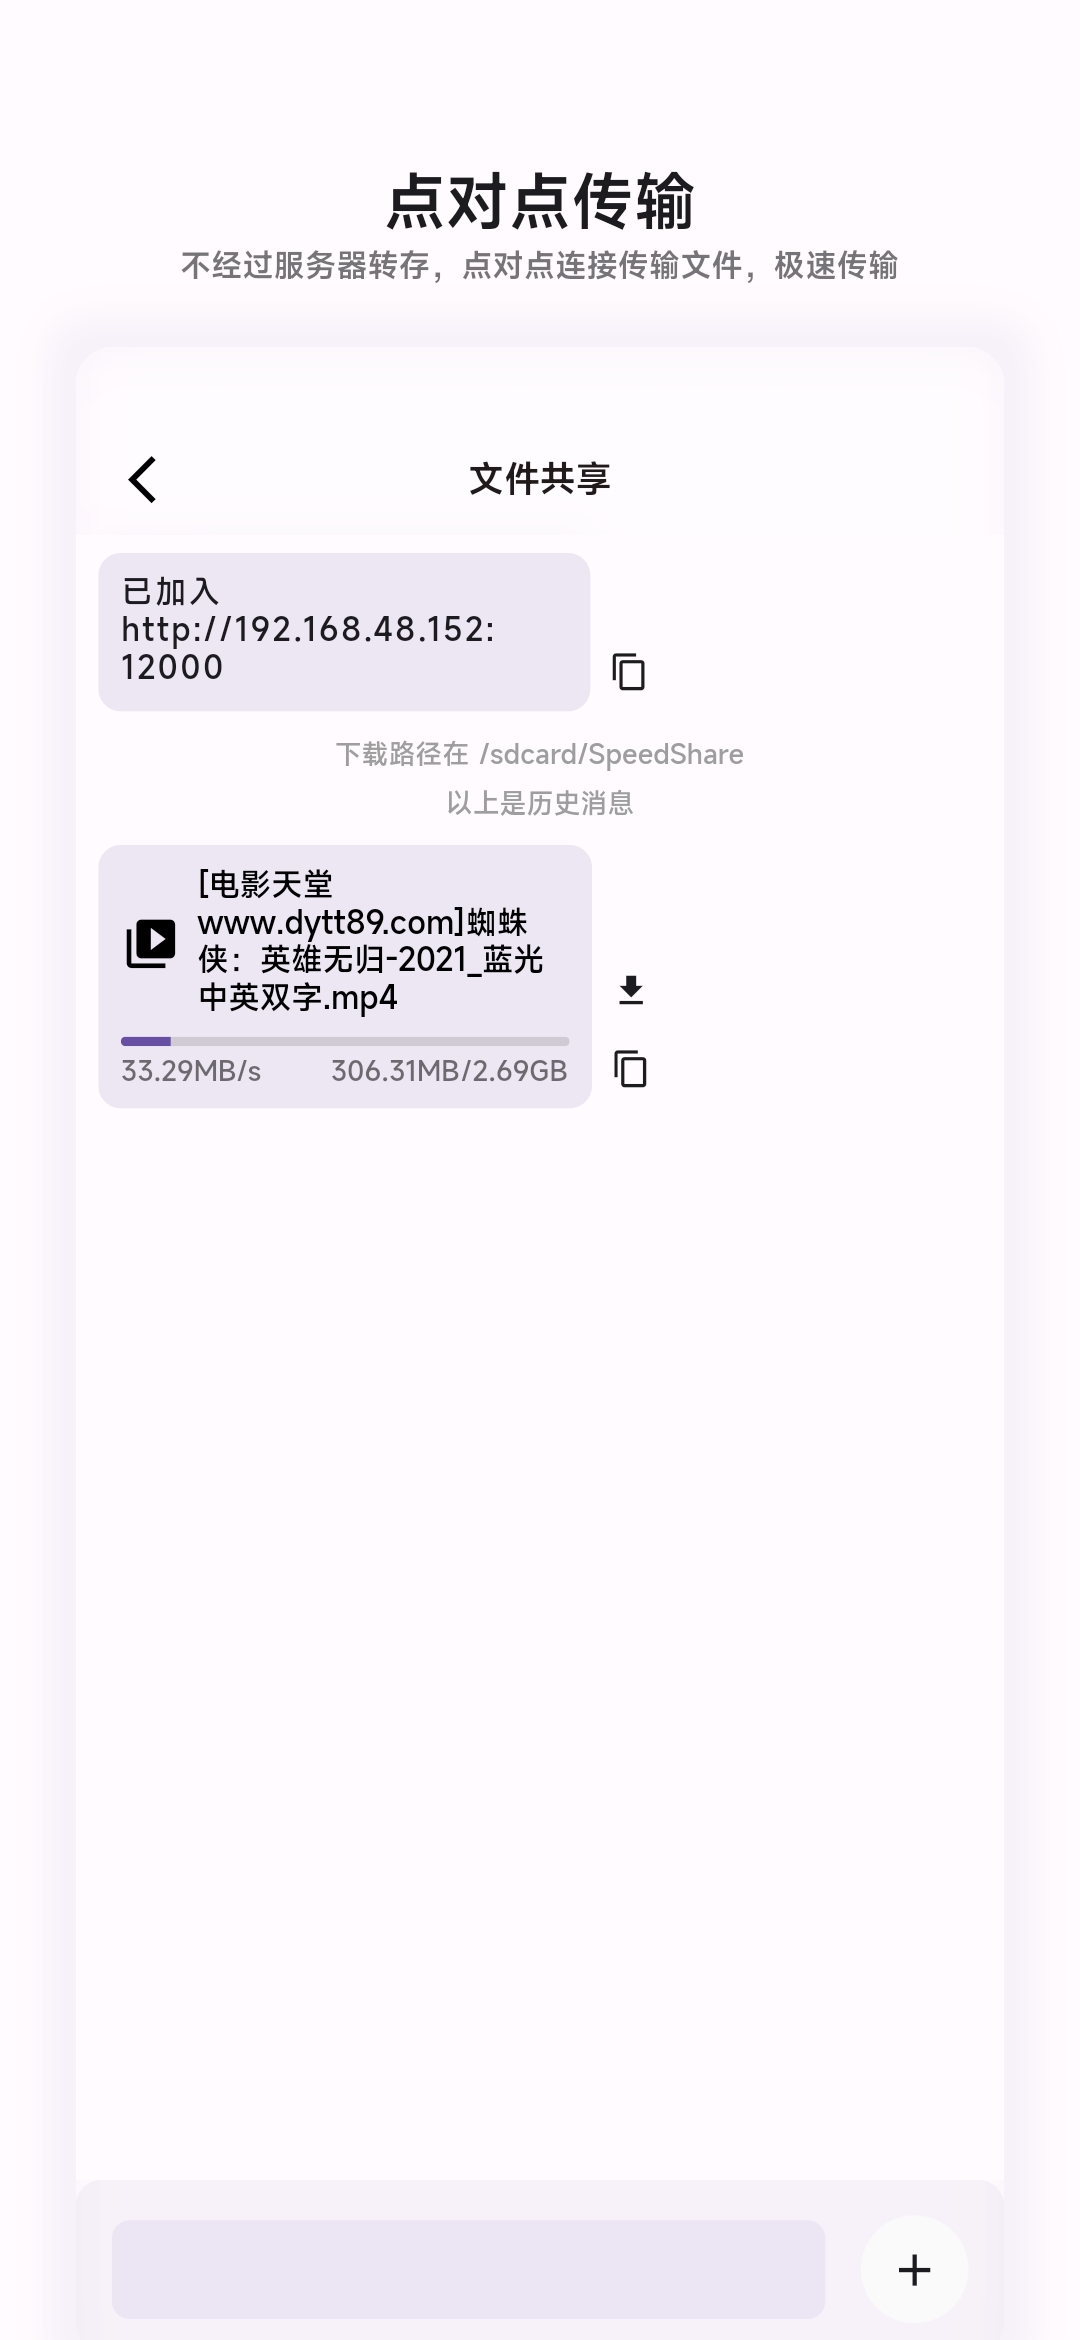 点对点传输
不经过服务器转存，点对点连接传输文件，极速传输
文件共享
已加入
http://192.168.48.152:
12000
下载路径在 /sdcard/SpeedShare
以上是历史消息
[电影天堂
www.dytt89.com]蜘蛛
侠：英雄无归-2021_蓝光
中英双字.mp4
33.29MB/s 306.31MB/2.69GB